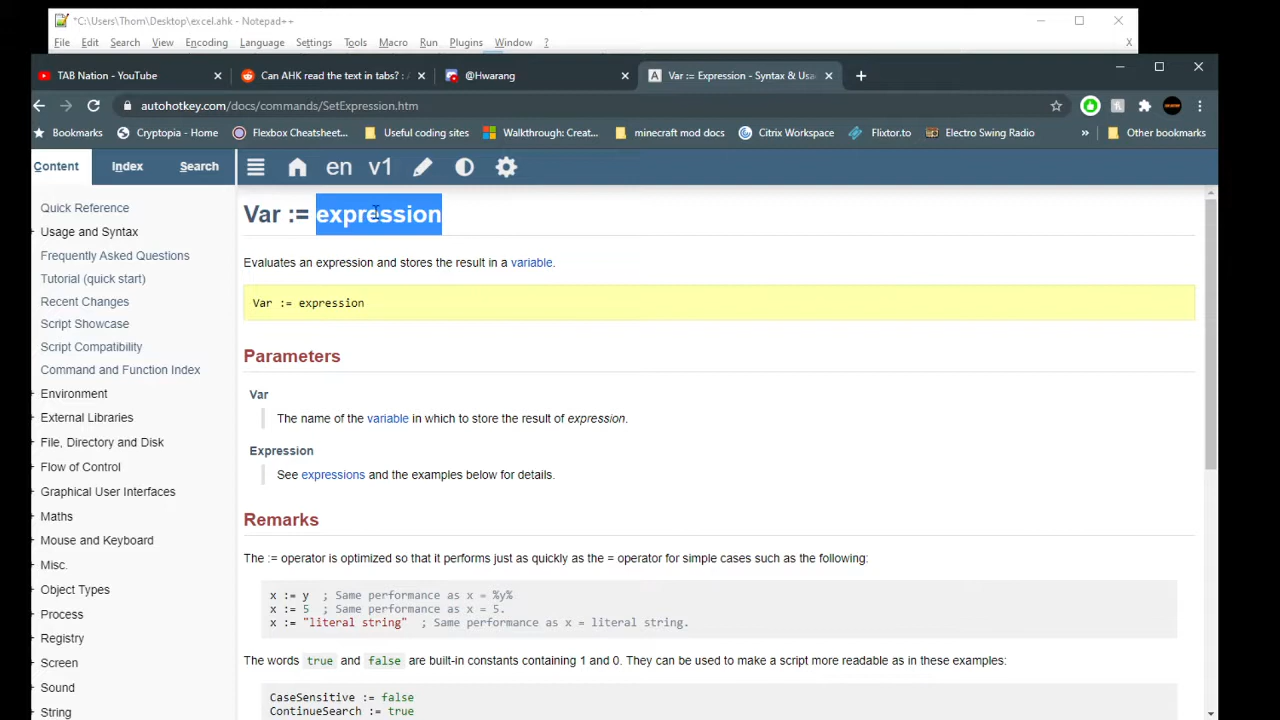 *C:\Users\Thorn\Desktop\excel.ahk - Notepad++
File Edit Search View Encoding Language Settings Tools Macro Run Plugins Window ? X
TAB Nation - YouTube
Can AHK read the text in tabs? : A
@Hwarang
Var := Expression - Syntax & Usa
autohotkey.com/docs/commands/SetExpression.htm
Bookmarks Cryptopia - Home Flexbox Cheatsheet... Useful coding sites Walkthrough: Creat... minecraft mod docs Citrix Workspace Flixtor.to Electro Swing Radio » Other bookmarks
Content Index Search en v1
Quick Reference
Usage and Syntax
Frequently Asked Questions
Tutorial (quick start)
Recent Changes
Script Showcase
Script Compatibility
Command and Function Index
Environment
External Libraries
File, Directory and Disk
Flow of Control
Graphical User Interfaces
Maths
Mouse and Keyboard
Misc.
Object Types
Process
Registry
Screen
Sound
String
Var := expression
Evaluates an expression and stores the result in a variable.
Var := expression
Parameters
Var
The name of the variable in which to store the result of expression.
Expression
See expressions and the examples below for details.
Remarks
The := operator is optimized so that it performs just as quickly as the = operator for simple cases such as the following:
x := y ; Same performance as x = %y%
x := 5 ; Same performance as x = 5.
x := "literal string" ; Same performance as x = literal string.
The words true and false are built-in constants containing 1 and 0. They can be used to make a script more readable as in these examples:
CaseSensitive := false
ContinueSearch := true